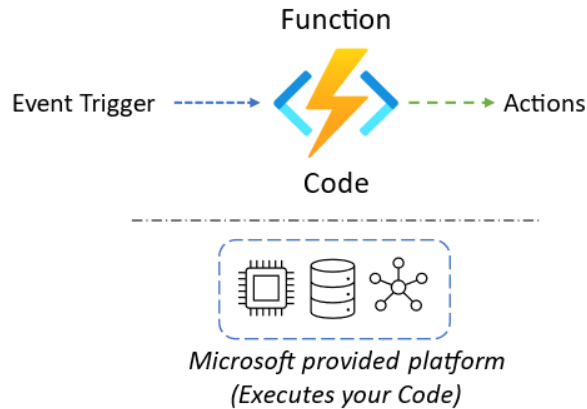 Function
Event Trigger
Actions
Code
Microsoft provided platform
(Executes your Code)